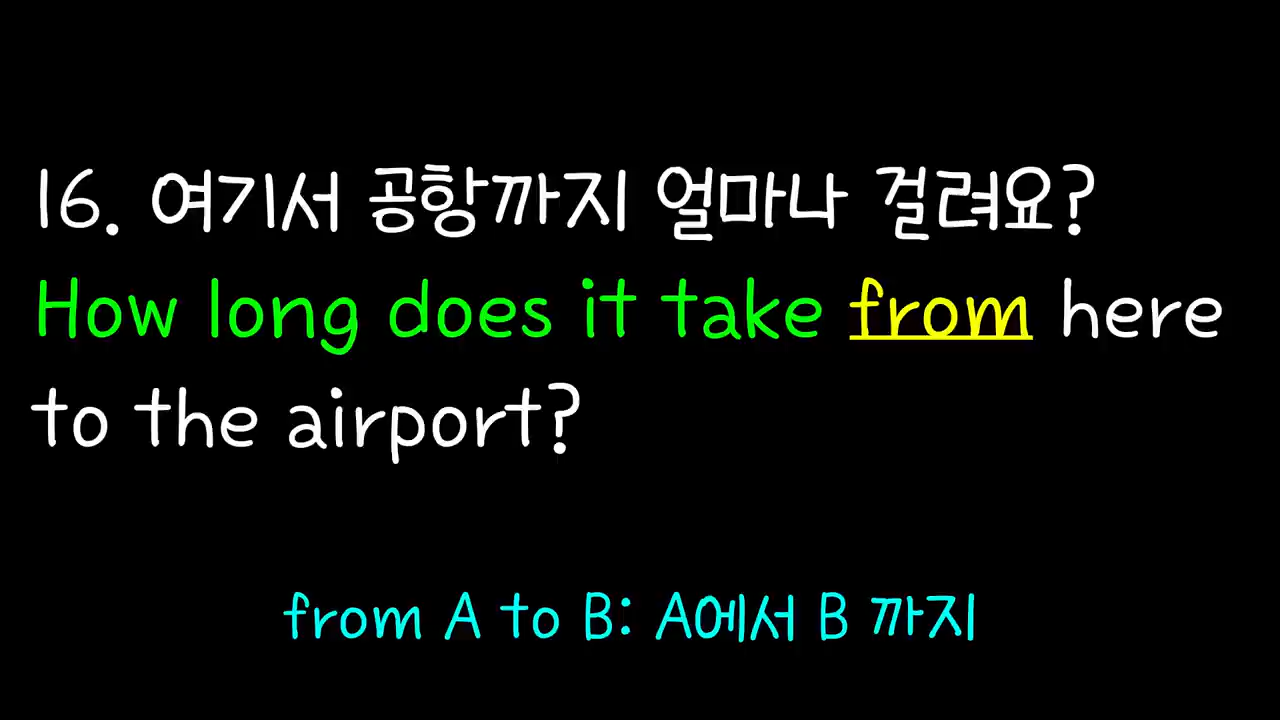 16. 여기서 공항까지 얼마나 걸려요?
How long does it take from here
to the airport?
from A to B: A에서 B 까지